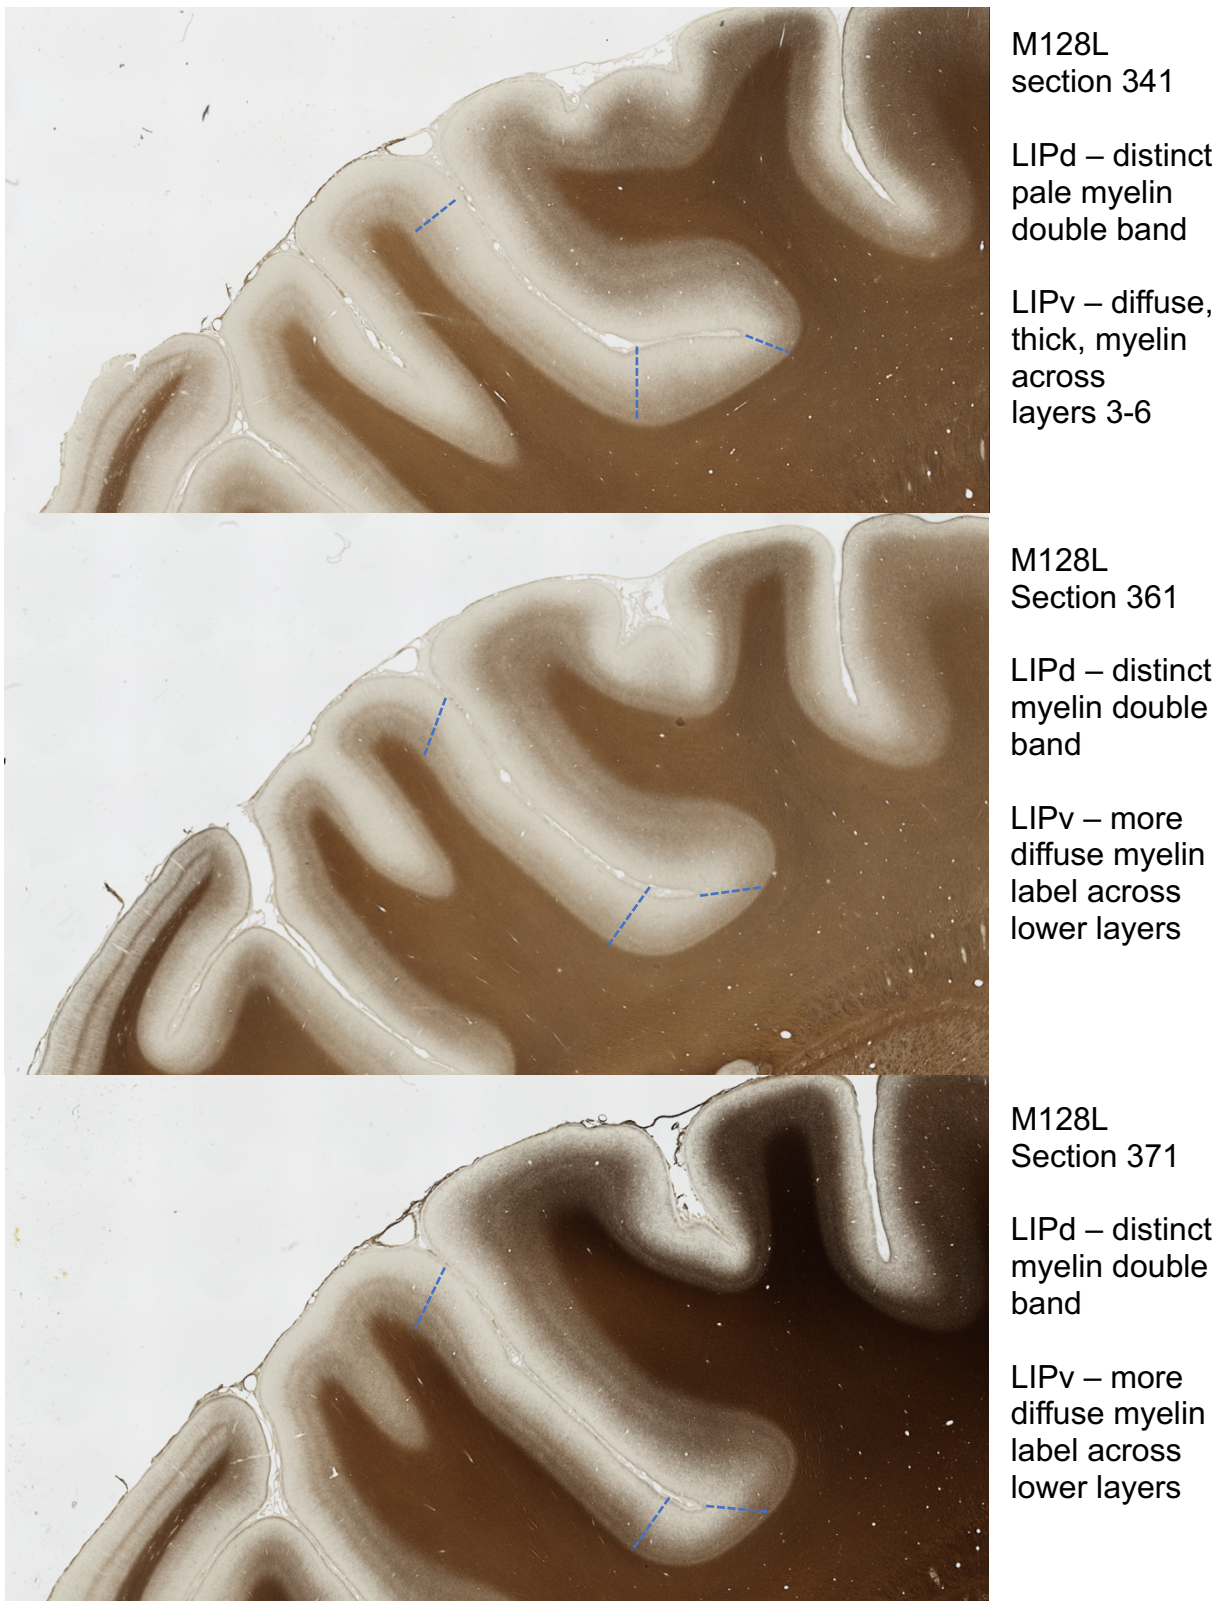 M128L
section 341
LIPd – distinct
pale myelin
double band
LIPv – diffuse,
thick, myelin
across
layers 3-6
M128L
Section 361
LIPd – distinct
myelin double
band
LIPv – more
diffuse myelin
label across
lower layers
M128L
Section 371
LIPd – distinct
myelin double
band
LIPv – more
diffuse myelin
label across
lower layers